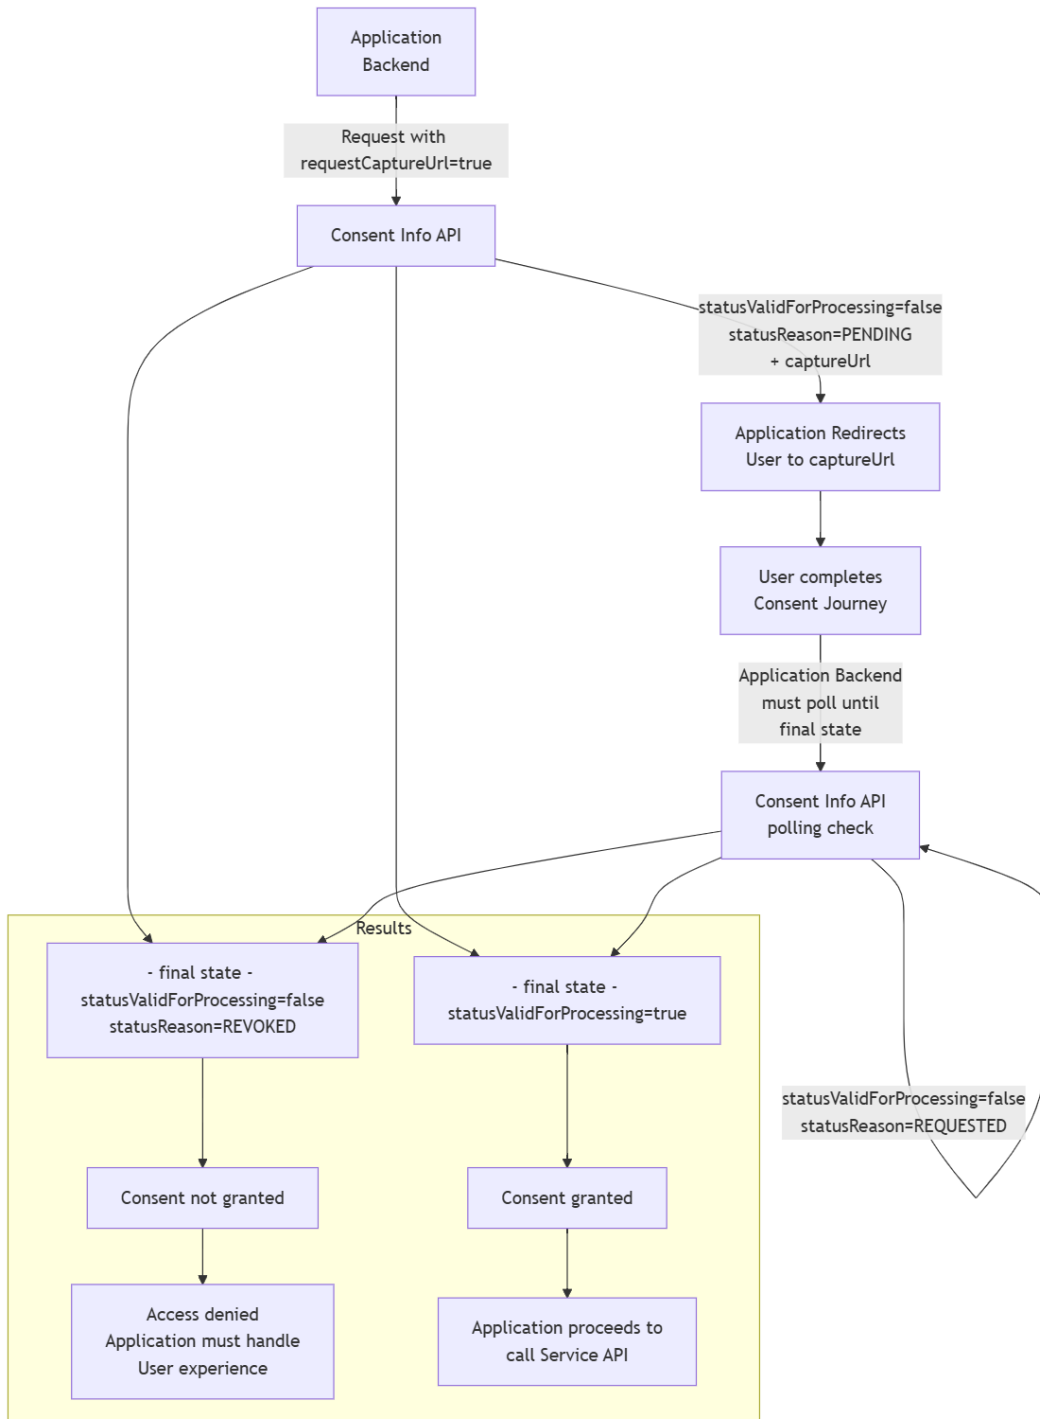 Application
Backend
Request with
requestCaptureUrl=true
Consent Info API
statusValidForProcessing=false
statusReason=PENDING
+ captureUrl
Application Redirects
User to captureUrl
User completes
Consent Journey
Application Backend
must poll until
final state
Consent Info API
polling check
Results
- final state -
statusValidForProcessing=false
statusReason=REVOKED
- final state -
statusValidForProcessing=true
statusValidForProcessing=false
statusReason=REQUESTED
Consent not granted
Consent granted
Access denied
Application must handle
User experience
Application proceeds to
call Service API